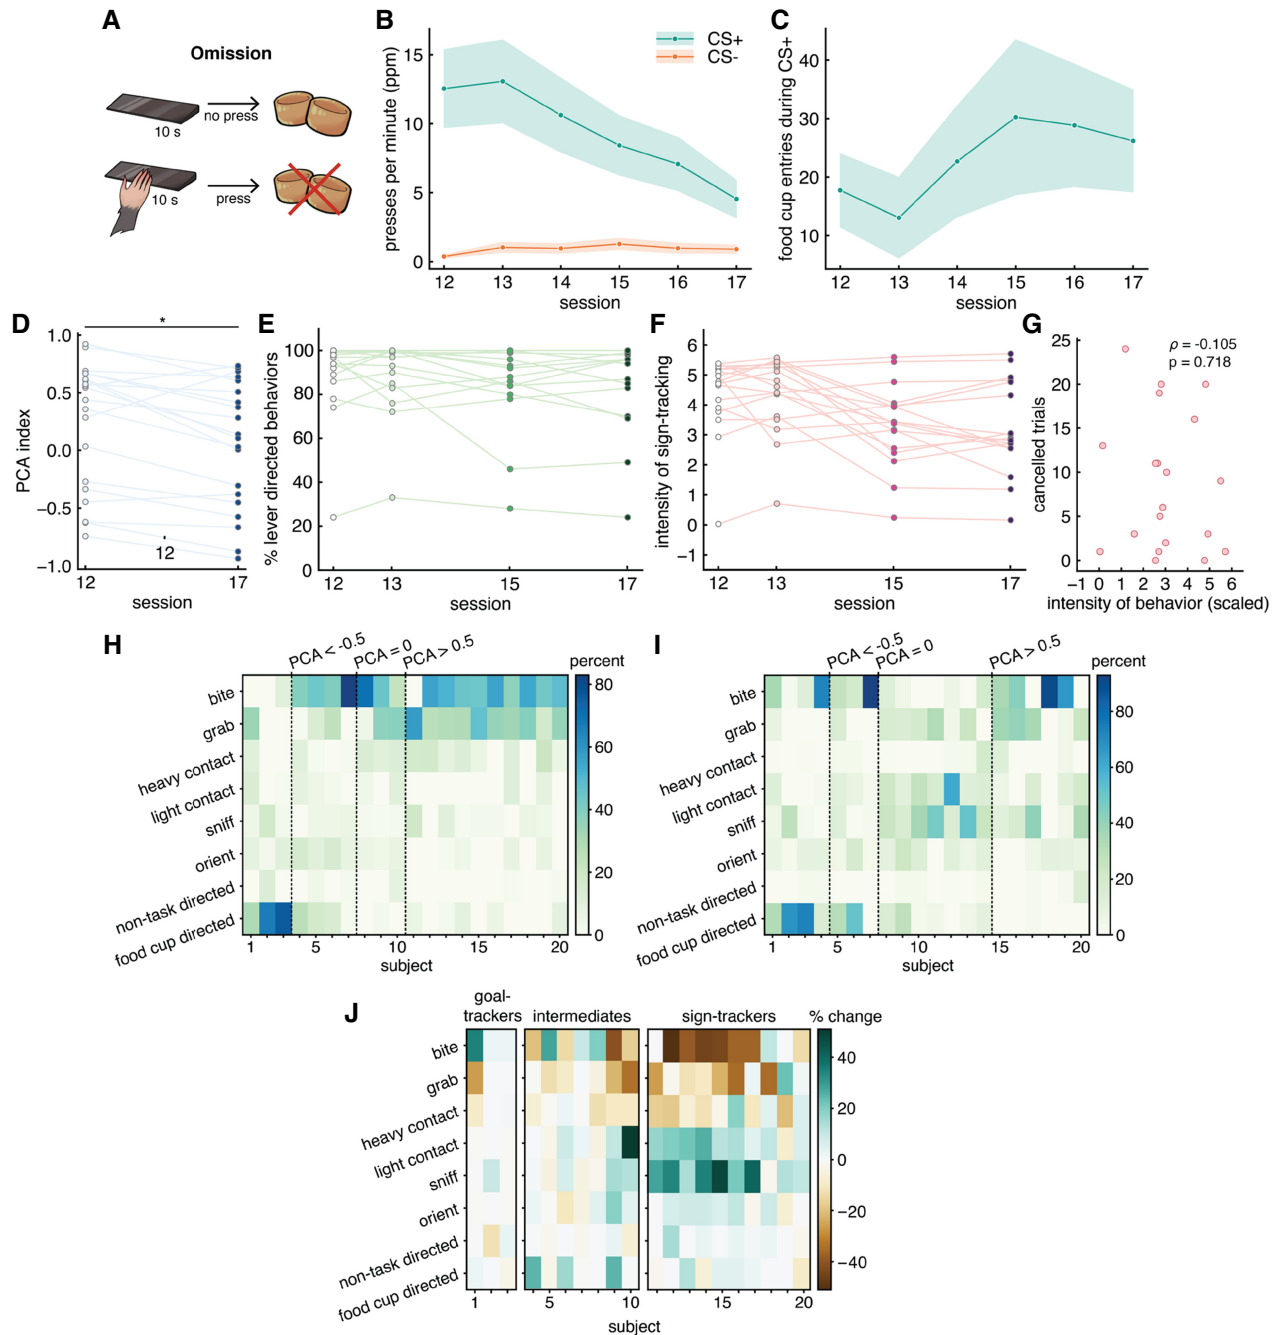 A
Omission
no press
10 s
10 s
press
B
presses per minute (ppm)
15
10
5
0
12 13 14 15 16 17
session
CS+
CS-
C
food cup entries during CS+
40
30
20
10
12 13 14 15 16 17
session
D
*
PCA index
1.0
0.5
0.0
−0.5
−1.0
12
12 17
session
E
% lever directed behaviors
100
80
60
40
20
0
12 13 15 17
session
F
intensity of sign-tracking
6
5
4
3
2
1
0
−1
12 13 15 17
session
G
ρ = -0.105
p = 0.718
cancelled trials
25
20
15
10
5
0
−1 0 1 2 3 4 5 6
intensity of behavior (scaled)
H
PCA < -0.5
PCA = 0
PCA > 0.5
percent
bite
grab
heavy contact
light contact
sniff
orient
non-task directed
food cup directed
1 5 10 15 20
subject
80
60
40
20
0
I
PCA < -0.5
PCA = 0
PCA > 0.5
percent
bite
grab
heavy contact
light contact
sniff
orient
non-task directed
food cup directed
1 5 10 15 20
subject
80
60
40
20
0
J
goal-
trackers
intermediates
sign-trackers
% change
bite
grab
heavy contact
light contact
sniff
orient
non-task directed
food cup directed
1 5 10 15 20
subject
40
20
0
−20
−40